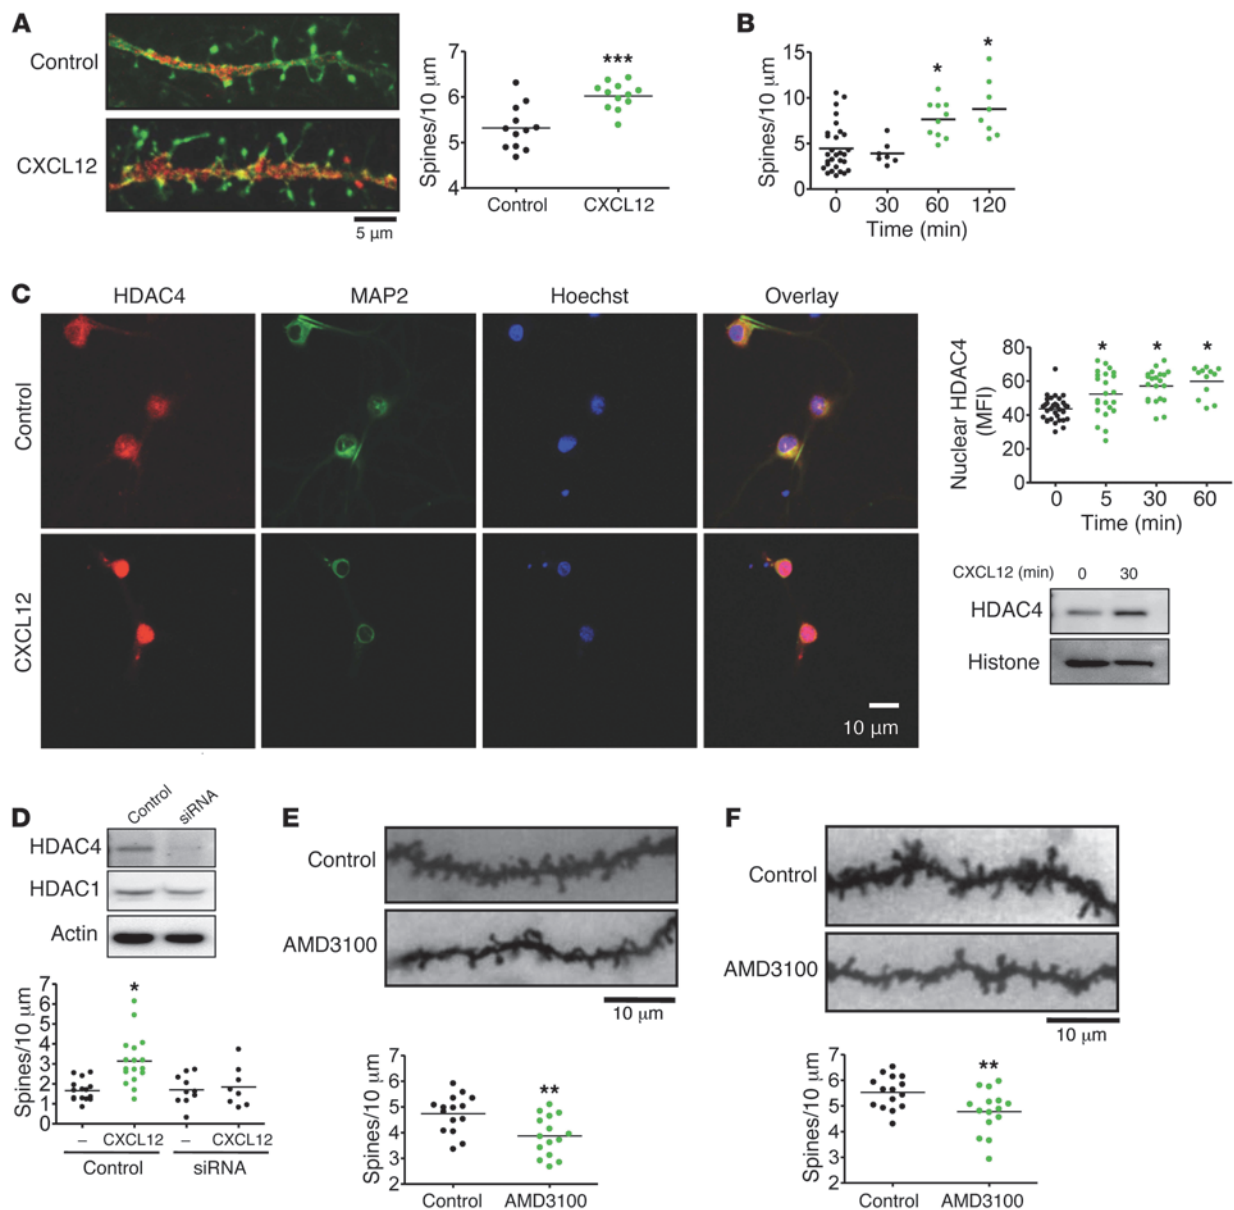 A
Control
CXCL12
5 μm
Spines/10 μm
7
6
5
4
***
Control
CXCL12
B
Spines/10 μm
15
10
5
0
*
*
0 30 60 120
Time (min)
C
HDAC4 MAP2 Hoechst Overlay
Control
CXCL12
10 μm
Nuclear HDAC4
(MFI)
80
60
40
20
0
* * *
0 5 30 60
Time (min)
CXCL12 (min) 0 30
HDAC4
Histone
D
Control siRNA
HDAC4
HDAC1
Actin
Spines/10 μm
7
6
5
4
3
2
1
0
*
– CXCL12 – CXCL12
Control siRNA
E
Control
AMD3100
10 μm
Spines/10 μm
7
6
5
4
3
2
**
Control AMD3100
F
Control
AMD3100
10 μm
Spines/10 μm
7
6
5
4
3
2
**
Control AMD3100